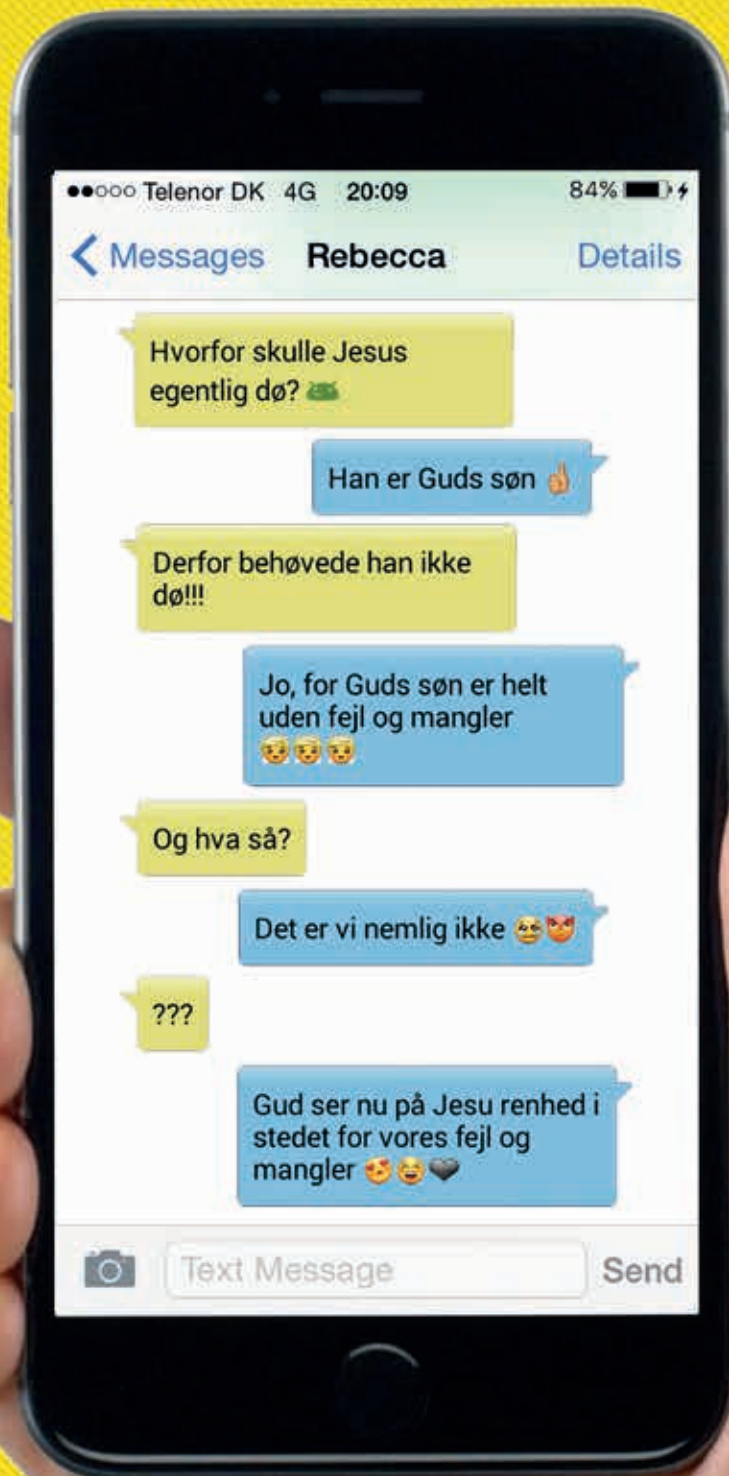 ●●○○○ Telenor DK 4G 20:09 84%
Messages Rebecca Details
Hvorfor skulle Jesus
egentlig dø?
Han er Guds søn ☝
Derfor behøvede han ikke
dø!!!
Jo, for Guds søn er helt
uden fejl og mangler
😇😇😇
Og hva så?
Det er vi nemlig ikke
???
Gud ser nu på Jesu renhed i
stedet for vores fejl og
mangler 😍😂🖤
Text Message Send